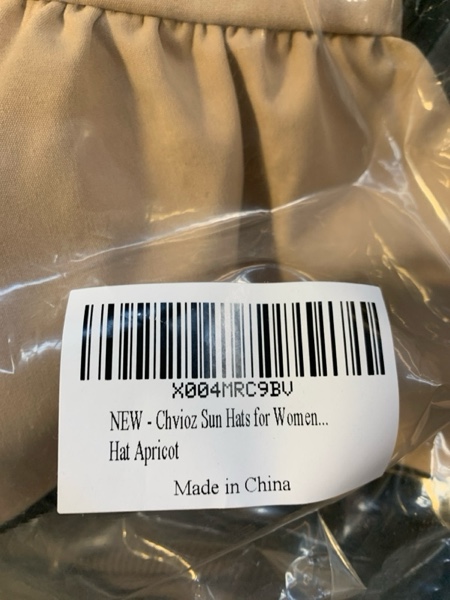 X004MRC9BV
NEW - Chvioz Sun Hats for Women...
Hat Apricot
Made in China